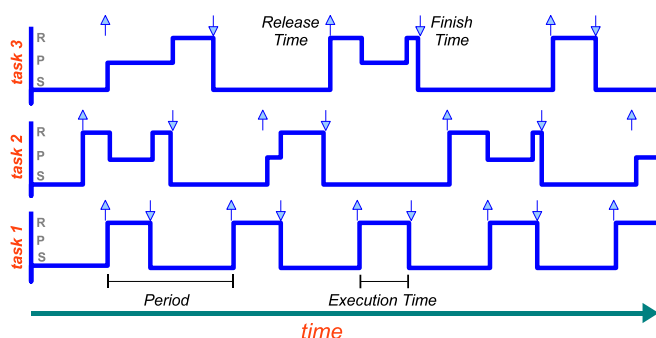 Release Time
Finish Time
task 3
R
P
S
task 2
R
P
S
task 1
R
P
S
Period
Execution Time
time